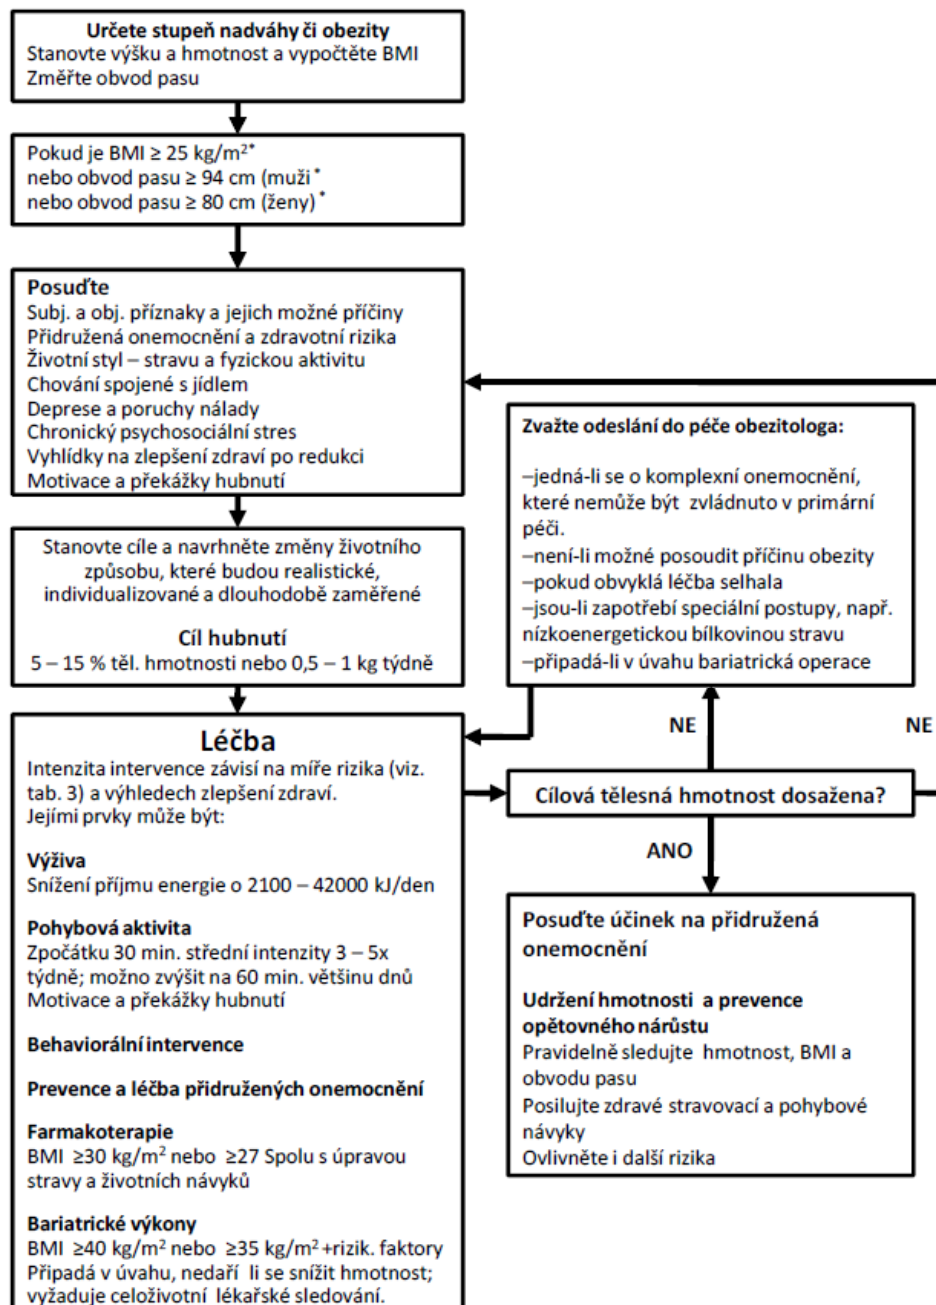 Určete stupeň nadváhy či obezity
Stanovte výšku a hmotnost a vypočtěte BMI
Změřte obvod pasu
Pokud je BMI ≥ 25 kg/m²*
nebo obvod pasu ≥ 94 cm (muži *
nebo obvod pasu ≥ 80 cm (ženy) *
Posuďte
Subj. a obj. příznaky a jejich možné příčiny
Přidružená onemocnění a zdravotní rizika
Životní styl – stravu a fyzickou aktivitu
Chování spojené s jídlem
Deprese a poruchy nálady
Chronický psychosociální stres
Vyhlídky na zlepšení zdraví po redukci
Motivace a překážky hubnutí
Stanovte cíle a navrhněte změny životního
způsobu, které budou realistické,
individualizované a dlouhodobě zaměřené
Cíl hubnutí
5 – 15 % těl. hmotnosti nebo 0,5 – 1 kg týdně
Léčba
Intenzita intervence závisí na míře rizika (viz.
tab. 3) a výhledech zlepšení zdraví.
Jejími prvky může být:
Výživa
Snížení příjmu energie o 2100 – 42000 kJ/den
Pohybová aktivita
Zpočátku 30 min. střední intenzity 3 – 5x
týdně; možno zvýšit na 60 min. většinu dnů
Motivace a překážky hubnutí
Behaviorální intervence
Prevence a léčba přidružených onemocnění
Farmakoterapie
BMI ≥30 kg/m² nebo ≥27 Spolu s úpravou
stravy a životních návyků
Bariatrické výkony
BMI ≥40 kg/m² nebo ≥35 kg/m² +rizik. faktory
Připadá v úvahu, nedaří li se snížit hmotnost;
vyžaduje celoživotní lékařské sledování.
Zvažte odeslání do péče obezitologa:
–jedná-li se o komplexní onemocnění,
které nemůže být zvládnuto v primární
péči.
–není-li možné posoudit příčinu obezity
–pokud obvyklá léčba selhala
–jsou-li zapotřebí speciální postupy, např.
nízkoenergetickou bílkovinou stravu
–připadá-li v úvahu bariatrická operace
NE
NE
Cílová tělesná hmotnost dosažena?
ANO
Posuďte účinek na přidružená
onemocnění
Udržení hmotnosti a prevence
opětovného nárůstu
Pravidelně sledujte hmotnost, BMI a
obvodu pasu
Posilujte zdravé stravovací a pohybové
návyky
Ovlivněte i další rizika